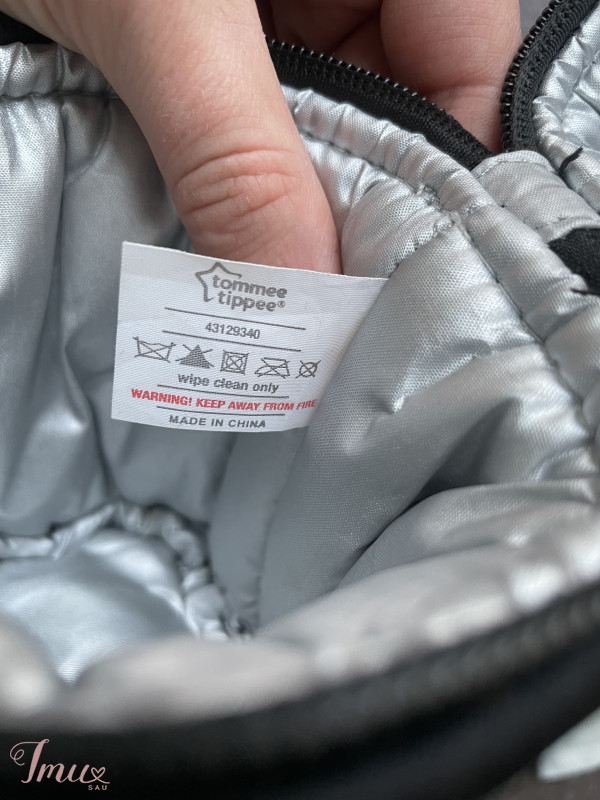 tommee
tippee®
43129340
wipe clean only
WARNING! KEEP AWAY FROM FIRE
MADE IN CHINA
Imu
SAU